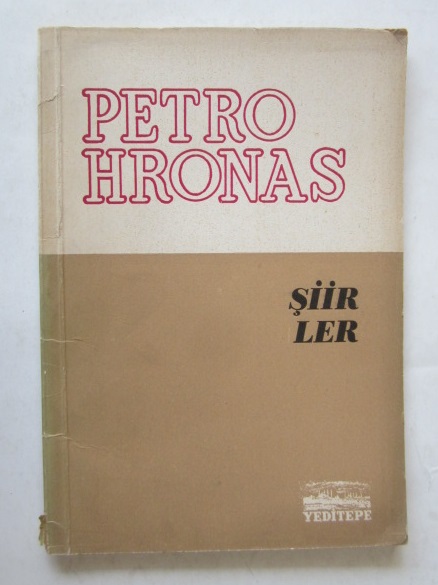 PETRO
HRONAS
ŞİİR
LER
YEDİTEPE